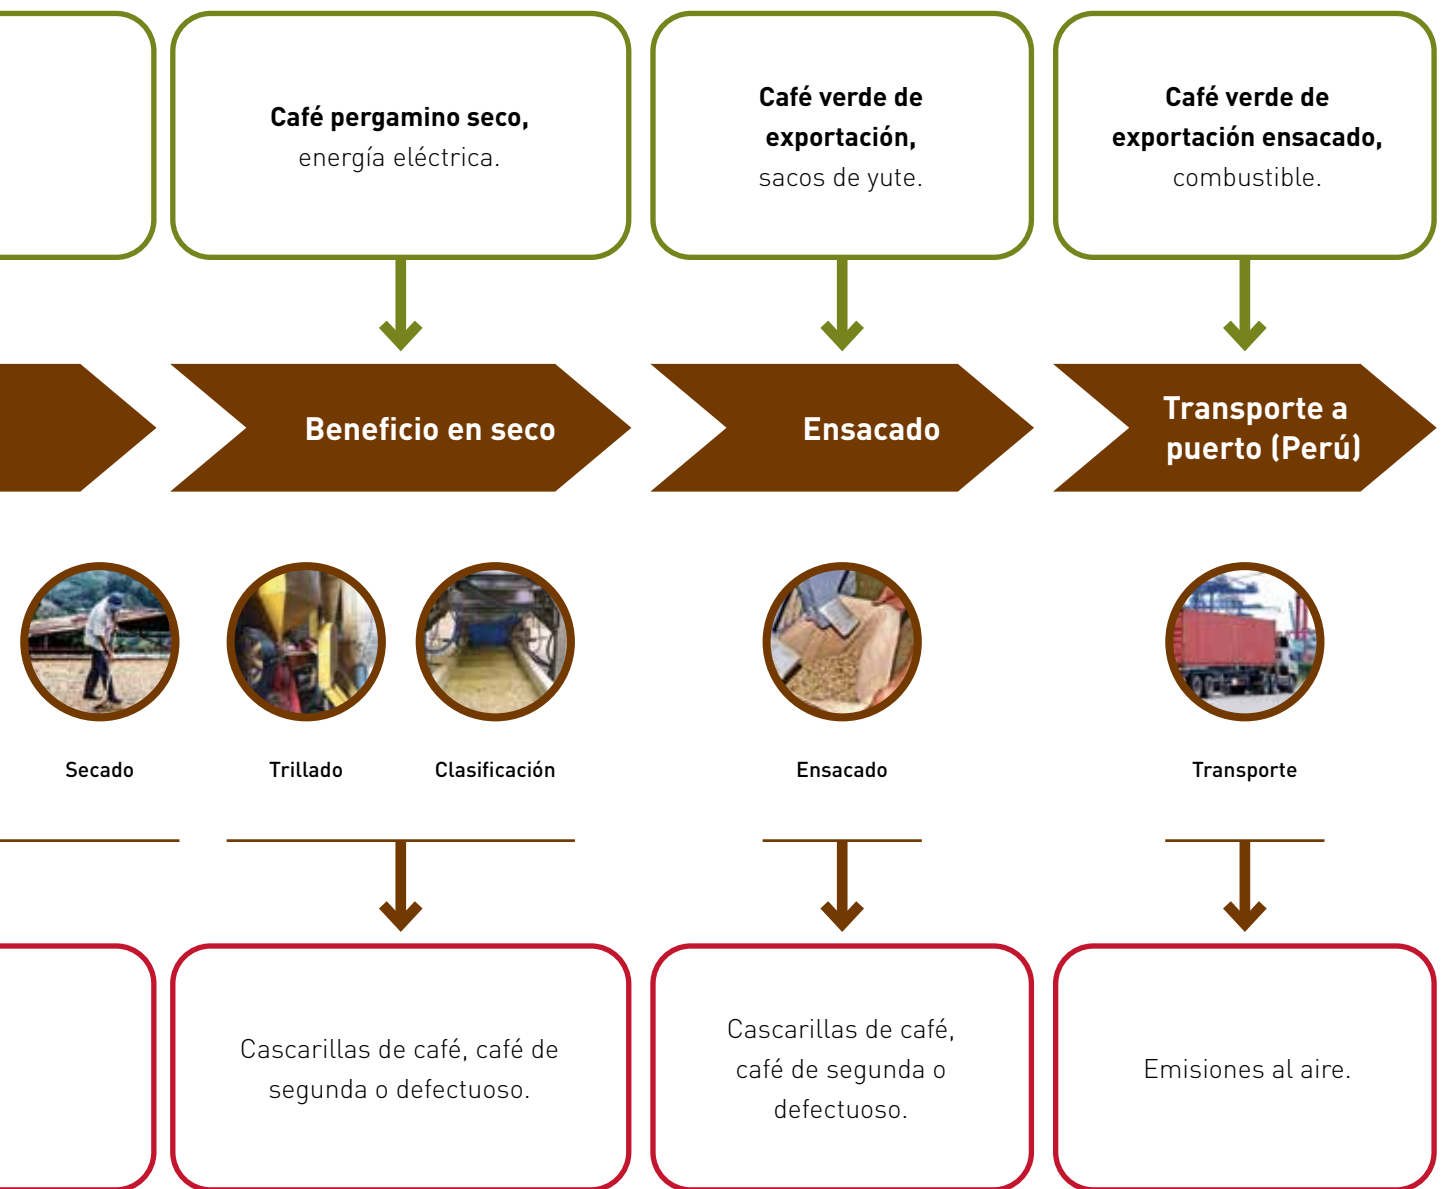 Café pergamino seco,
energía eléctrica.
Café verde de
exportación,
sacos de yute.
Café verde de
exportación ensacado,
combustible.
Beneficio en seco
Ensacado
Transporte a
puerto (Perú)
Secado
Trillado
Clasificación
Ensacado
Transporte
Cascarillas de café, café de
segunda o defectuoso.
Cascarillas de café,
café de segunda o
defectuoso.
Emisiones al aire.